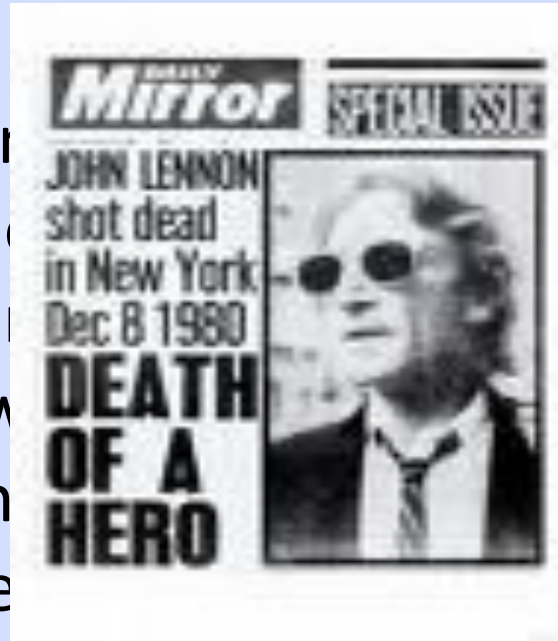 DAILY
Mirror
SPECIAL ISSUE
JOHN LENNON
shot dead
in New York
Dec 8 1980
DEATH
OF A
HERO